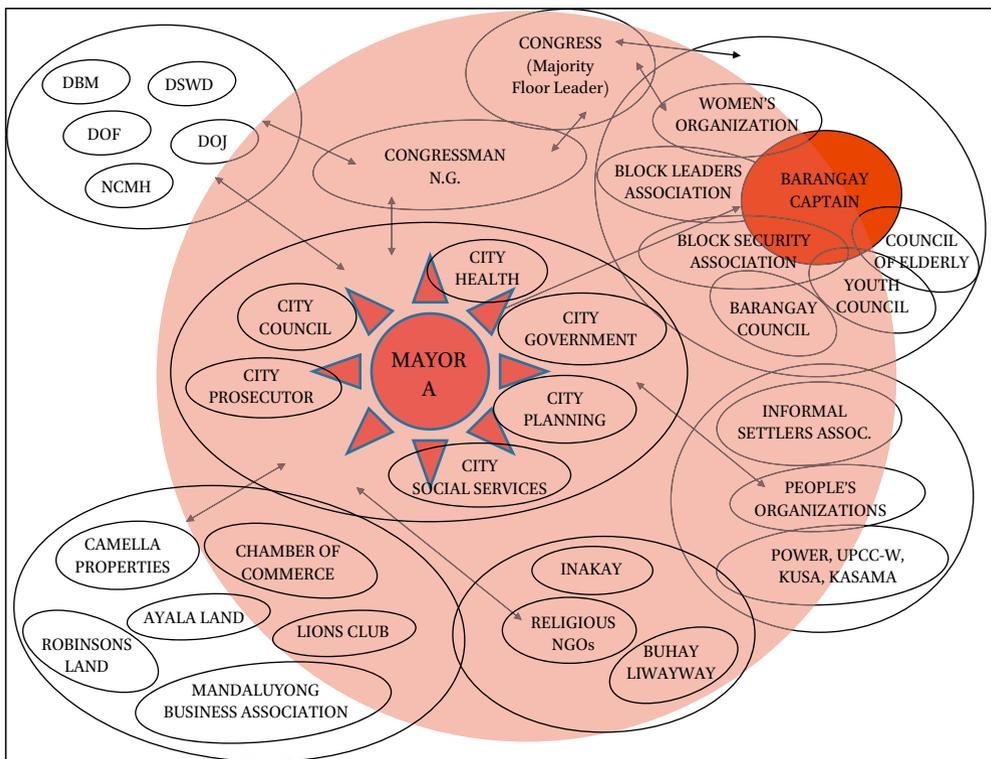 DBM
DSWD
DOF
DOJ
NCMH
CONGRESS
(Majority
Floor Leader)
CONGRESSMAN
N.G.
WOMEN'S
ORGANIZATION
BLOCK LEADERS
ASSOCIATION
BARANGAY
CAPTAIN
BLOCK SECURITY
ASSOCIATION
COUNCIL
OF ELDERLY
YOUTH
COUNCIL
BARANGAY
COUNCIL
CITY
HEALTH
CITY
COUNCIL
CITY
GOVERNMENT
MAYOR
A
CITY
PROSECUTOR
CITY
PLANNING
CITY
SOCIAL SERVICES
INFORMAL
SETTLERS ASSOC.
PEOPLE'S
ORGANIZATIONS
POWER, UPCC-W,
KUSA, KASAMA
CAMELLA
PROPERTIES
CHAMBER OF
COMMERCE
AYALA LAND
LIONS CLUB
ROBINSONS
LAND
MANDALUYONG
BUSINESS ASSOCIATION
INAKAY
RELIGIOUS
NGOs
BUHAY
LIWAYWAY